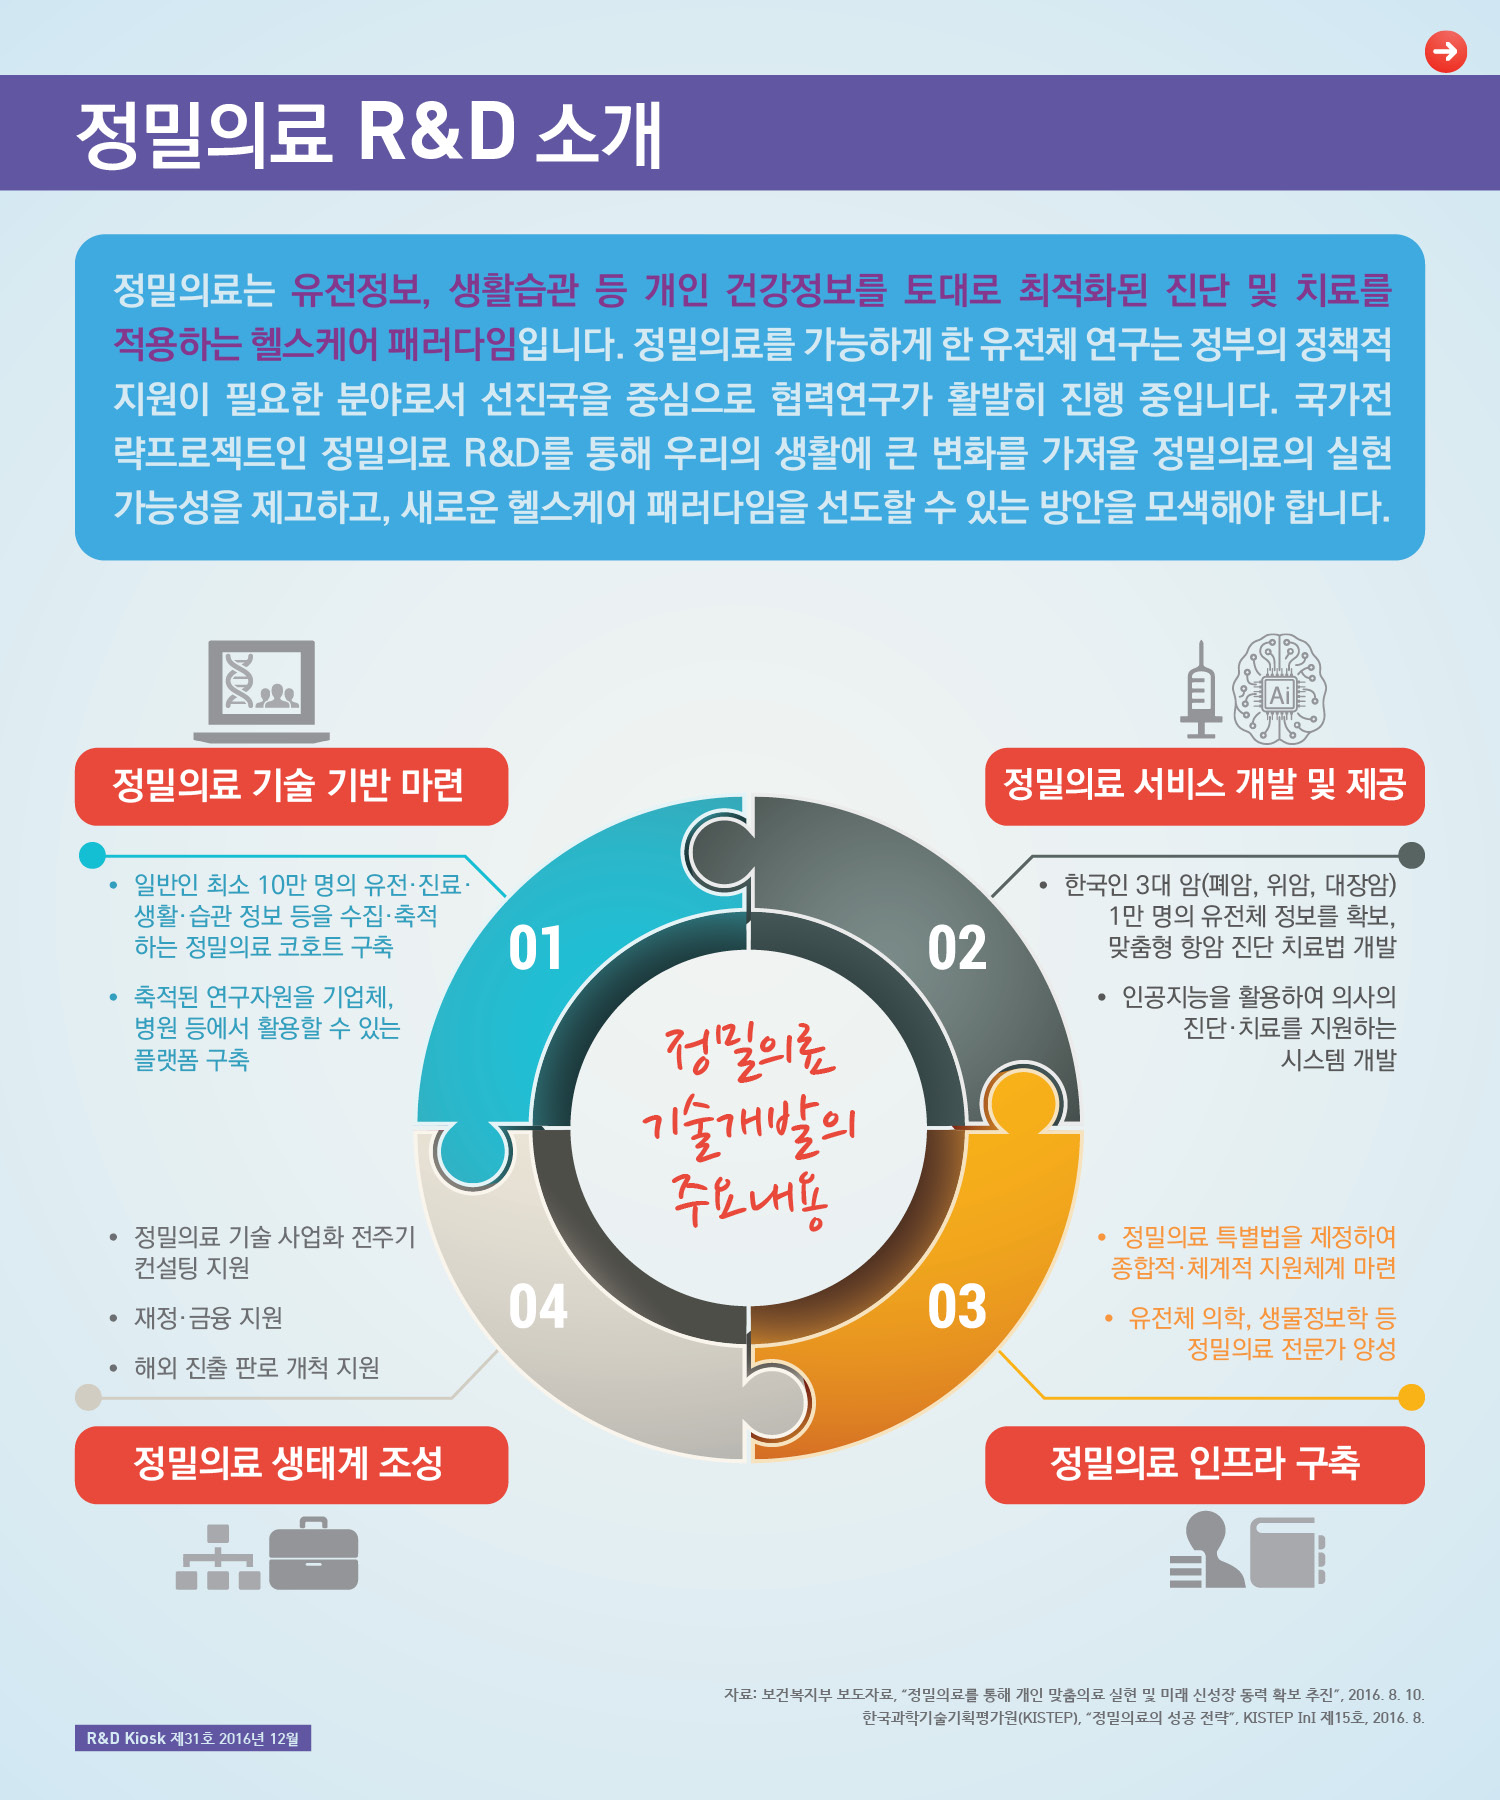 정밀의료 R&D 소개
정밀의료는 유전정보, 생활습관 등 개인 건강정보를 토대로 최적화된 진단 및 치료를
적용하는 헬스케어 패러다임입니다. 정밀의료를 가능하게 한 유전체 연구는 정부의 정책적
지원이 필요한 분야로서 선진국을 중심으로 협력연구가 활발히 진행 중입니다. 국가전
략프로젝트인 정밀의료 R&D를 통해 우리의 생활에 큰 변화를 가져올 정밀의료의 실현
가능성을 제고하고, 새로운 헬스케어 패러다임을 선도할 수 있는 방안을 모색해야 합니다.
정밀의료 기술 기반 마련
• 일반인 최소 10만 명의 유전·진료·
생활·습관 정보 등을 수집·축적
하는 정밀의료 코호트 구축
• 축적된 연구자원을 기업체,
병원 등에서 활용할 수 있는
플랫폼 구축
01
Ai
정밀의료 서비스 개발 및 제공
• 한국인 3대 암(폐암, 위암, 대장암)
1만 명의 유전체 정보를 확보,
맞춤형 항암 진단 치료법 개발
• 인공지능을 활용하여 의사의
진단·치료를 지원하는
시스템 개발
02
정밀의료
기술개발의
주요내용
• 정밀의료 기술 사업화 전주기
컨설팅 지원
• 재정·금융 지원
• 해외 진출 판로 개척 지원
04
정밀의료 생태계 조성
• 정밀의료 특별법을 제정하여
종합적·체계적 지원체계 마련
• 유전체 의학, 생물정보학 등
정밀의료 전문가 양성
03
정밀의료 인프라 구축
자료: 보건복지부 보도자료, “정밀의료를 통해 개인 맞춤의료 실현 및 미래 신성장 동력 확보 추진”, 2016. 8. 10.
한국과학기술기획평가원(KISTEP), “정밀의료의 성공 전략”, KISTEP InI 제15호, 2016. 8.
R&D Kiosk 제31호 2016년 12월